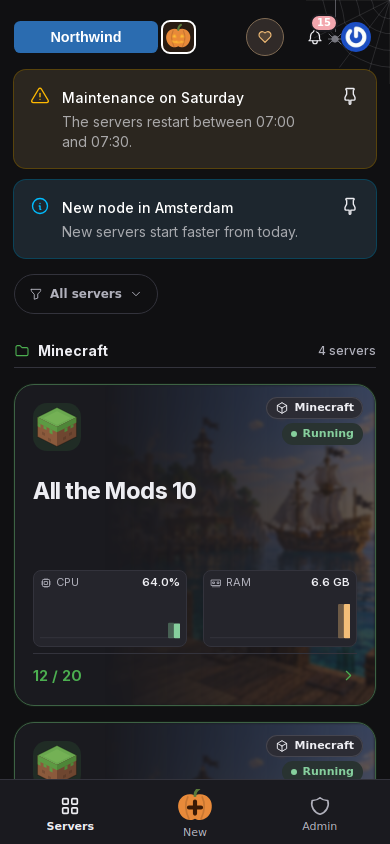 Northwind
15
Maintenance on Saturday
The servers restart between 07:00
and 07:30.
New node in Amsterdam
New servers start faster from today.
All servers
Minecraft
4 servers
Minecraft
Running
All the Mods 10
CPU
64.0%
RAM
6.6 GB
12 / 20
Minecraft
Running
Servers
New
Admin